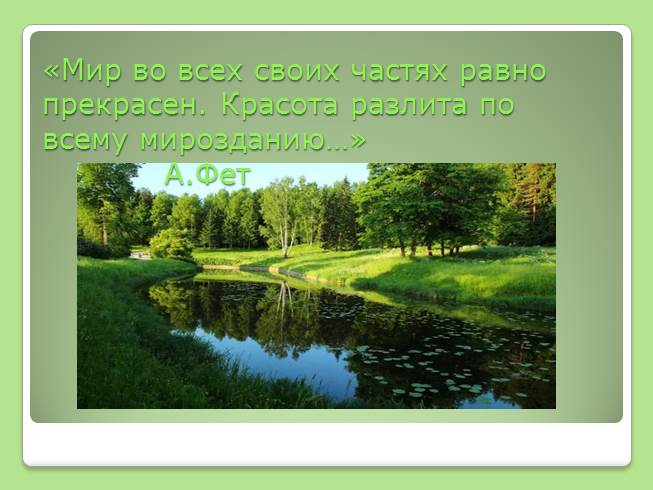 «Мир во всех своих частях равно
прекрасен. Красота разлита по
всему мирозданию…»
А.Фет